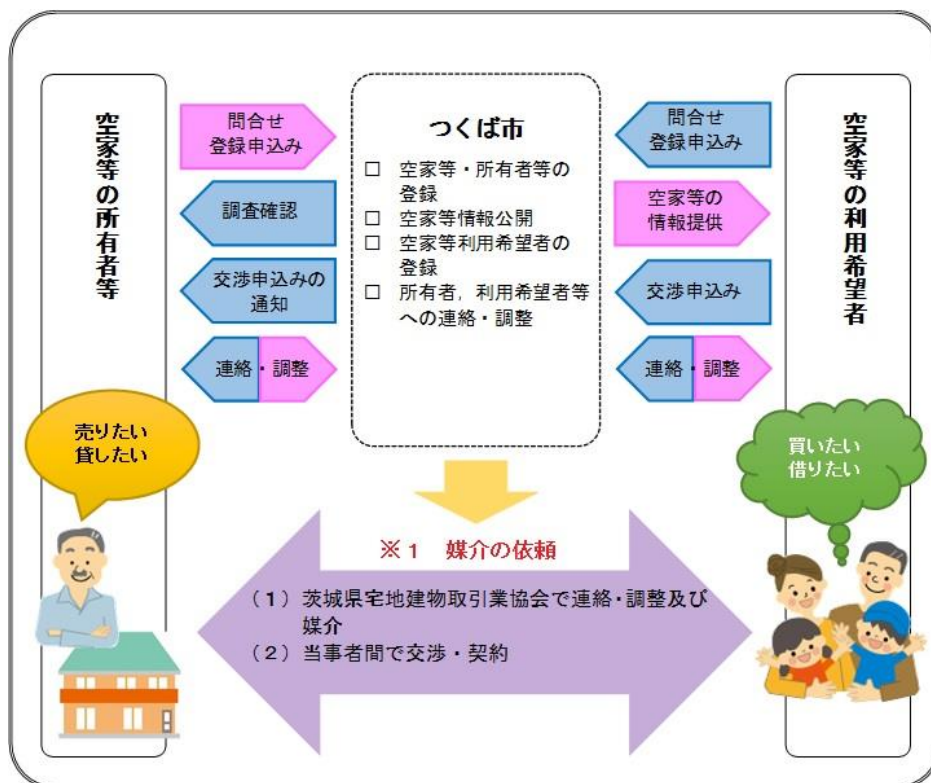 空家等の所有者等
問合せ
登録申込み
調査確認
交渉申込みの
通知
連絡・調整
売りたい
貸したい
つくば市
□ 空家等・所有者等の
登録
□ 空家等情報公開
□ 空家等利用希望者の
登録
□ 所有者，利用希望者等
への連絡・調整
問合せ
登録申込み
空家等の
情報提供
交渉申込み
連絡・調整
空家等の利用希望者
買いたい
借りたい
※１　媒介の依頼
（１）茨城県宅地建物取引業協会で連絡・調整及び
媒介
（２）当事者間で交渉・契約